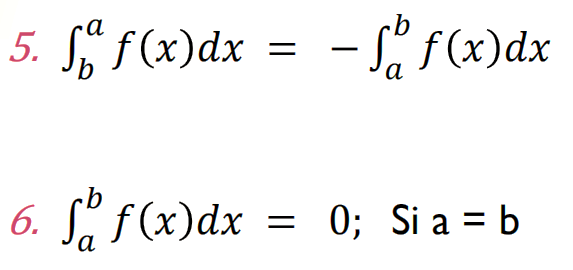 5. ∫_b^a f(x)dx = − ∫_a^b f(x)dx
6. ∫_a^b f(x)dx = 0; Si a = b